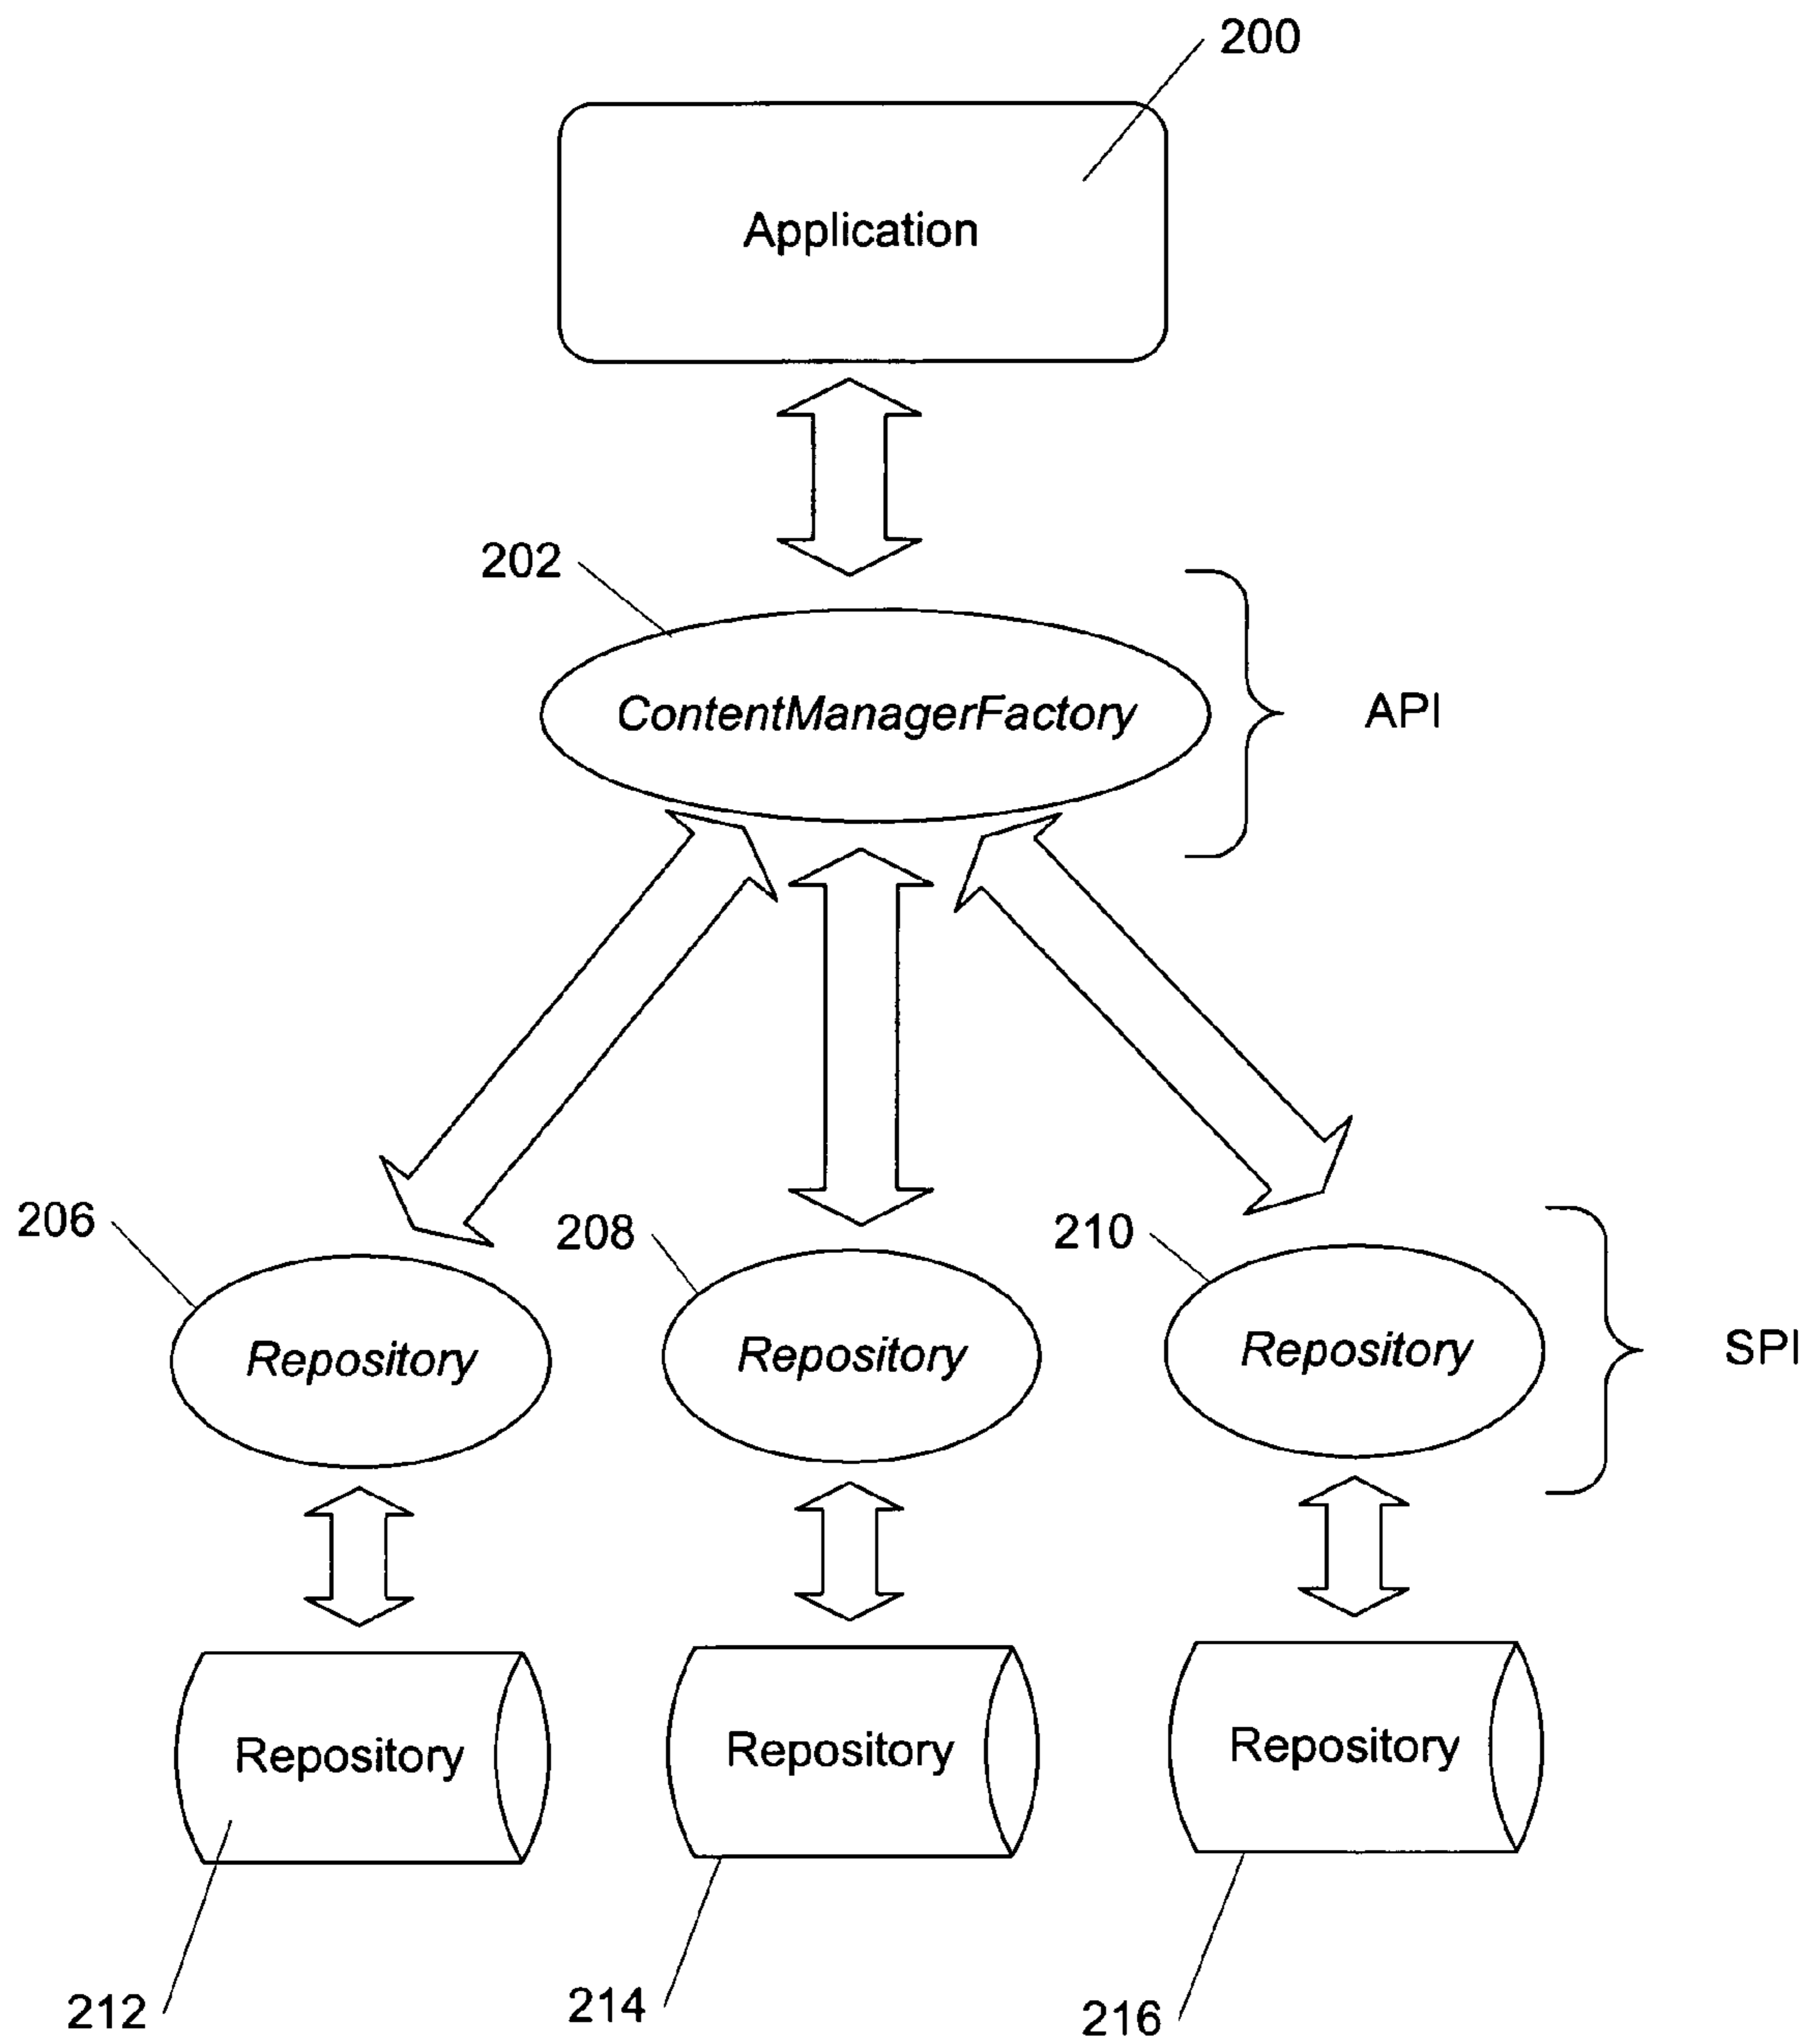 200
Application
202
ContentManagerFactory
API
206
208
210
Repository
Repository
Repository
SPI
Repository
Repository
Repository
212
214
216